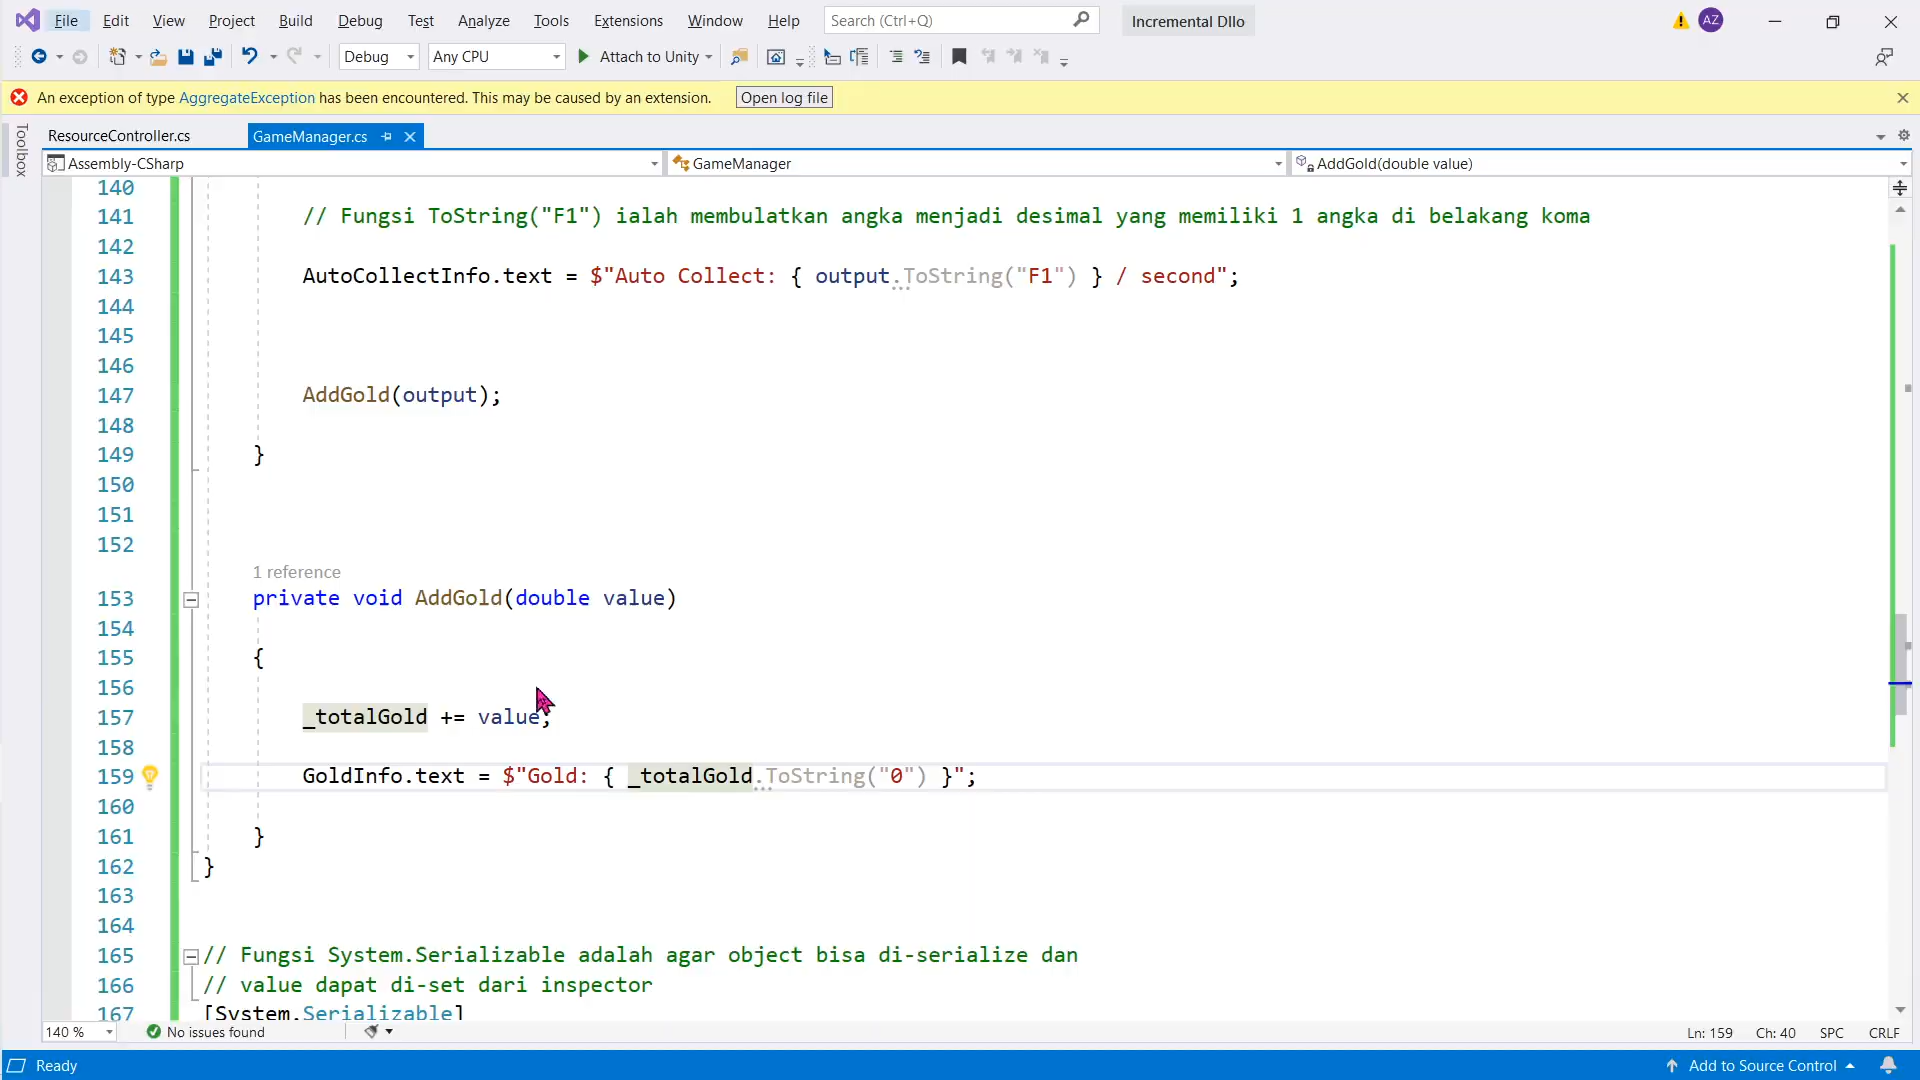 File Edit View Project Build Debug Test Analyze Tools Extensions Window Help Search (Ctrl+Q) Incremental Dllo AZ
Debug Any CPU Attach to Unity
An exception of type AggregateException has been encountered. This may be caused by an extension. Open log file
Toolbox
ResourceController.cs GameManager.cs
Assembly-CSharp GameManager AddGold(double value)
140
141 // Fungsi ToString("F1") ialah membulatkan angka menjadi desimal yang memiliki 1 angka di belakang koma
142
143 AutoCollectInfo.text = $"Auto Collect: { output.ToString("F1") } / second";
144
145
146
147 AddGold(output);
148
149 }
150
151
152
1 reference
153 private void AddGold(double value)
154
155 {
156
157 _totalGold += value;
158
159 GoldInfo.text = $"Gold: { _totalGold.ToString("0") }";
160
161 }
162 }
163
164
165 // Fungsi System.Serializable adalah agar object bisa di-serialize dan
166 // value dapat di-set dari inspector
167 [System.Serializable]
140 % No issues found Ln: 159 Ch: 40 SPC CRLF
Ready Add to Source Control